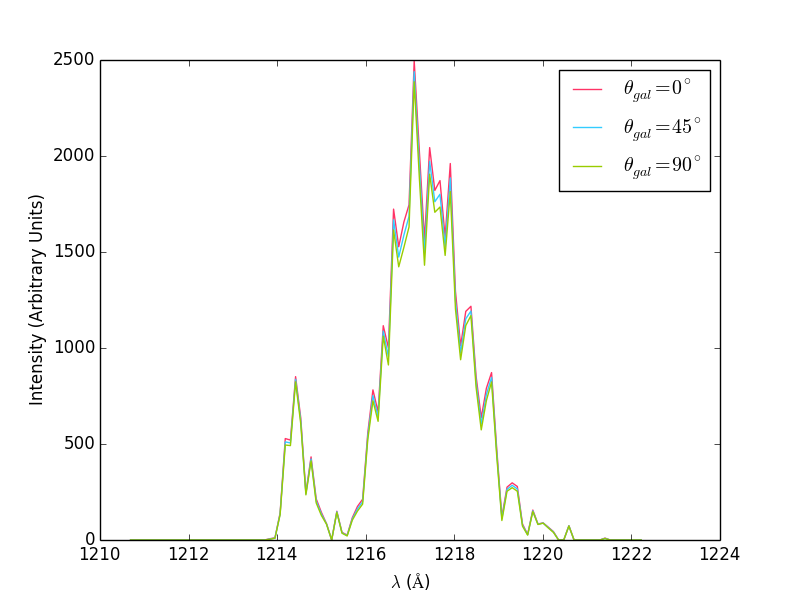 2500
2000
1500
1000
500
0
Intensity (Arbitrary Units)
θgal=0°
θgal=45°
θgal=90°
1210 1212 1214 1216 1218 1220 1222 1224
λ (Å)